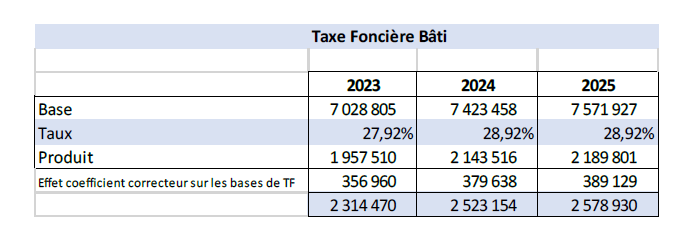 Taxe Foncière Bâti
2023 2024 2025
Base 7 028 805 7 423 458 7 571 927
Taux 27,92% 28,92% 28,92%
Produit 1 957 510 2 143 516 2 189 801
Effet coefficient correcteur sur les bases de TF 356 960 379 638 389 129
2 314 470 2 523 154 2 578 930